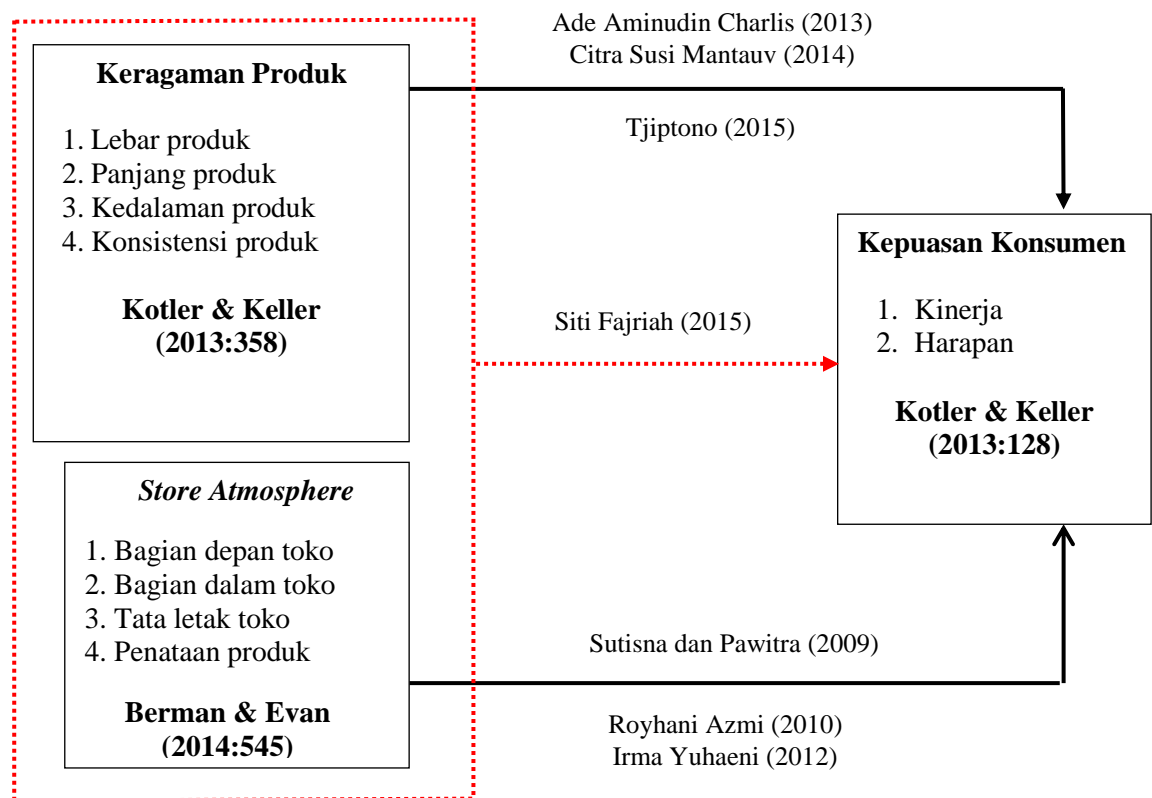 Ade Aminudin Charlis (2013)
Citra Susi Mantauv (2014)
Keragaman Produk
1. Lebar produk
2. Panjang produk
3. Kedalaman produk
4. Konsistensi produk
Kotler & Keller
(2013:358)
Tjiptono (2015)
Kepuasan Konsumen
1. Kinerja
2. Harapan
Kotler & Keller
(2013:128)
Siti Fajriah (2015)
Store Atmosphere
1. Bagian depan toko
2. Bagian dalam toko
3. Tata letak toko
4. Penataan produk
Berman & Evan
(2014:545)
Sutisna dan Pawitra (2009)
Royhani Azmi (2010)
Irma Yuhaeni (2012)